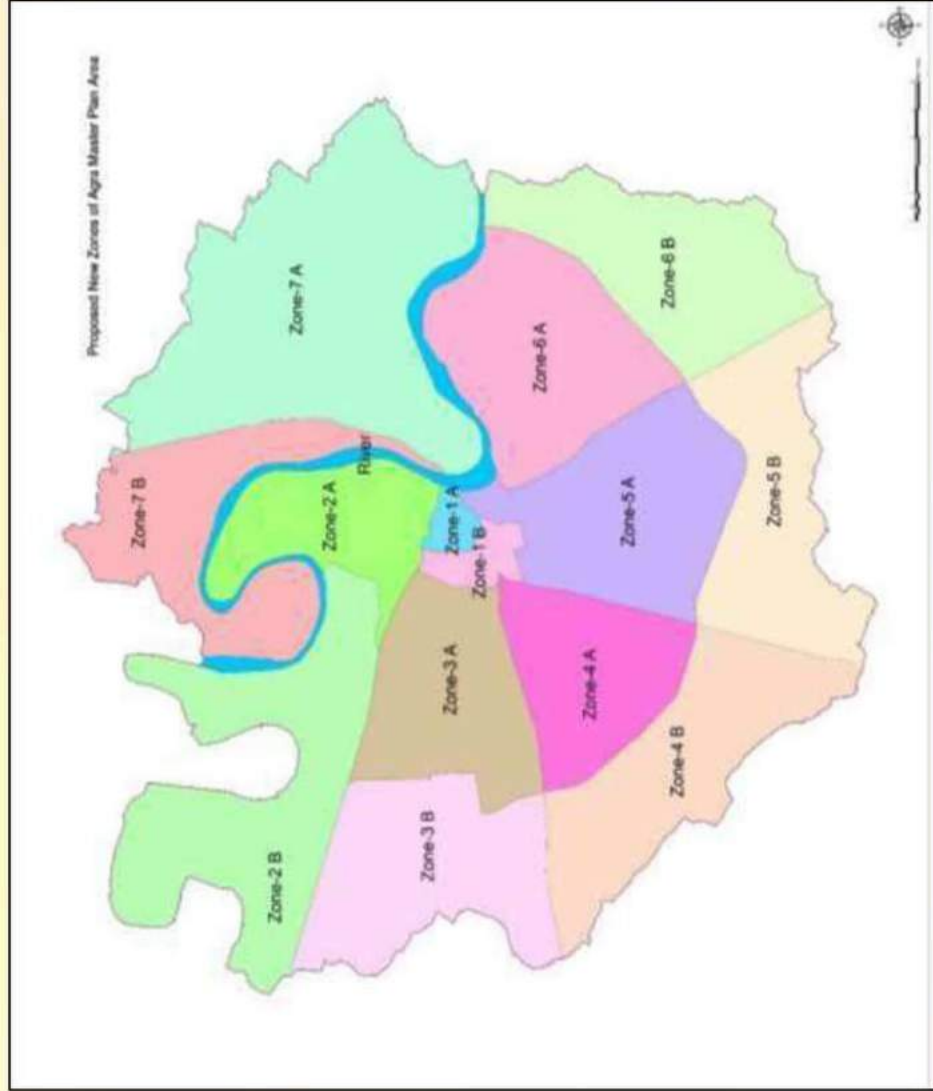 Proposed New Zones of Agra Master Plan Area
Zone-7 B
Zone-7 A
Zone-2 A
River
Zone-2 B
Zone-1 A
Zone-1 B
Zone-3 A
Zone-3 B
Zone-6 A
Zone-6 B
Zone-5 A
Zone-4 A
Zone-4 B
Zone-5 B